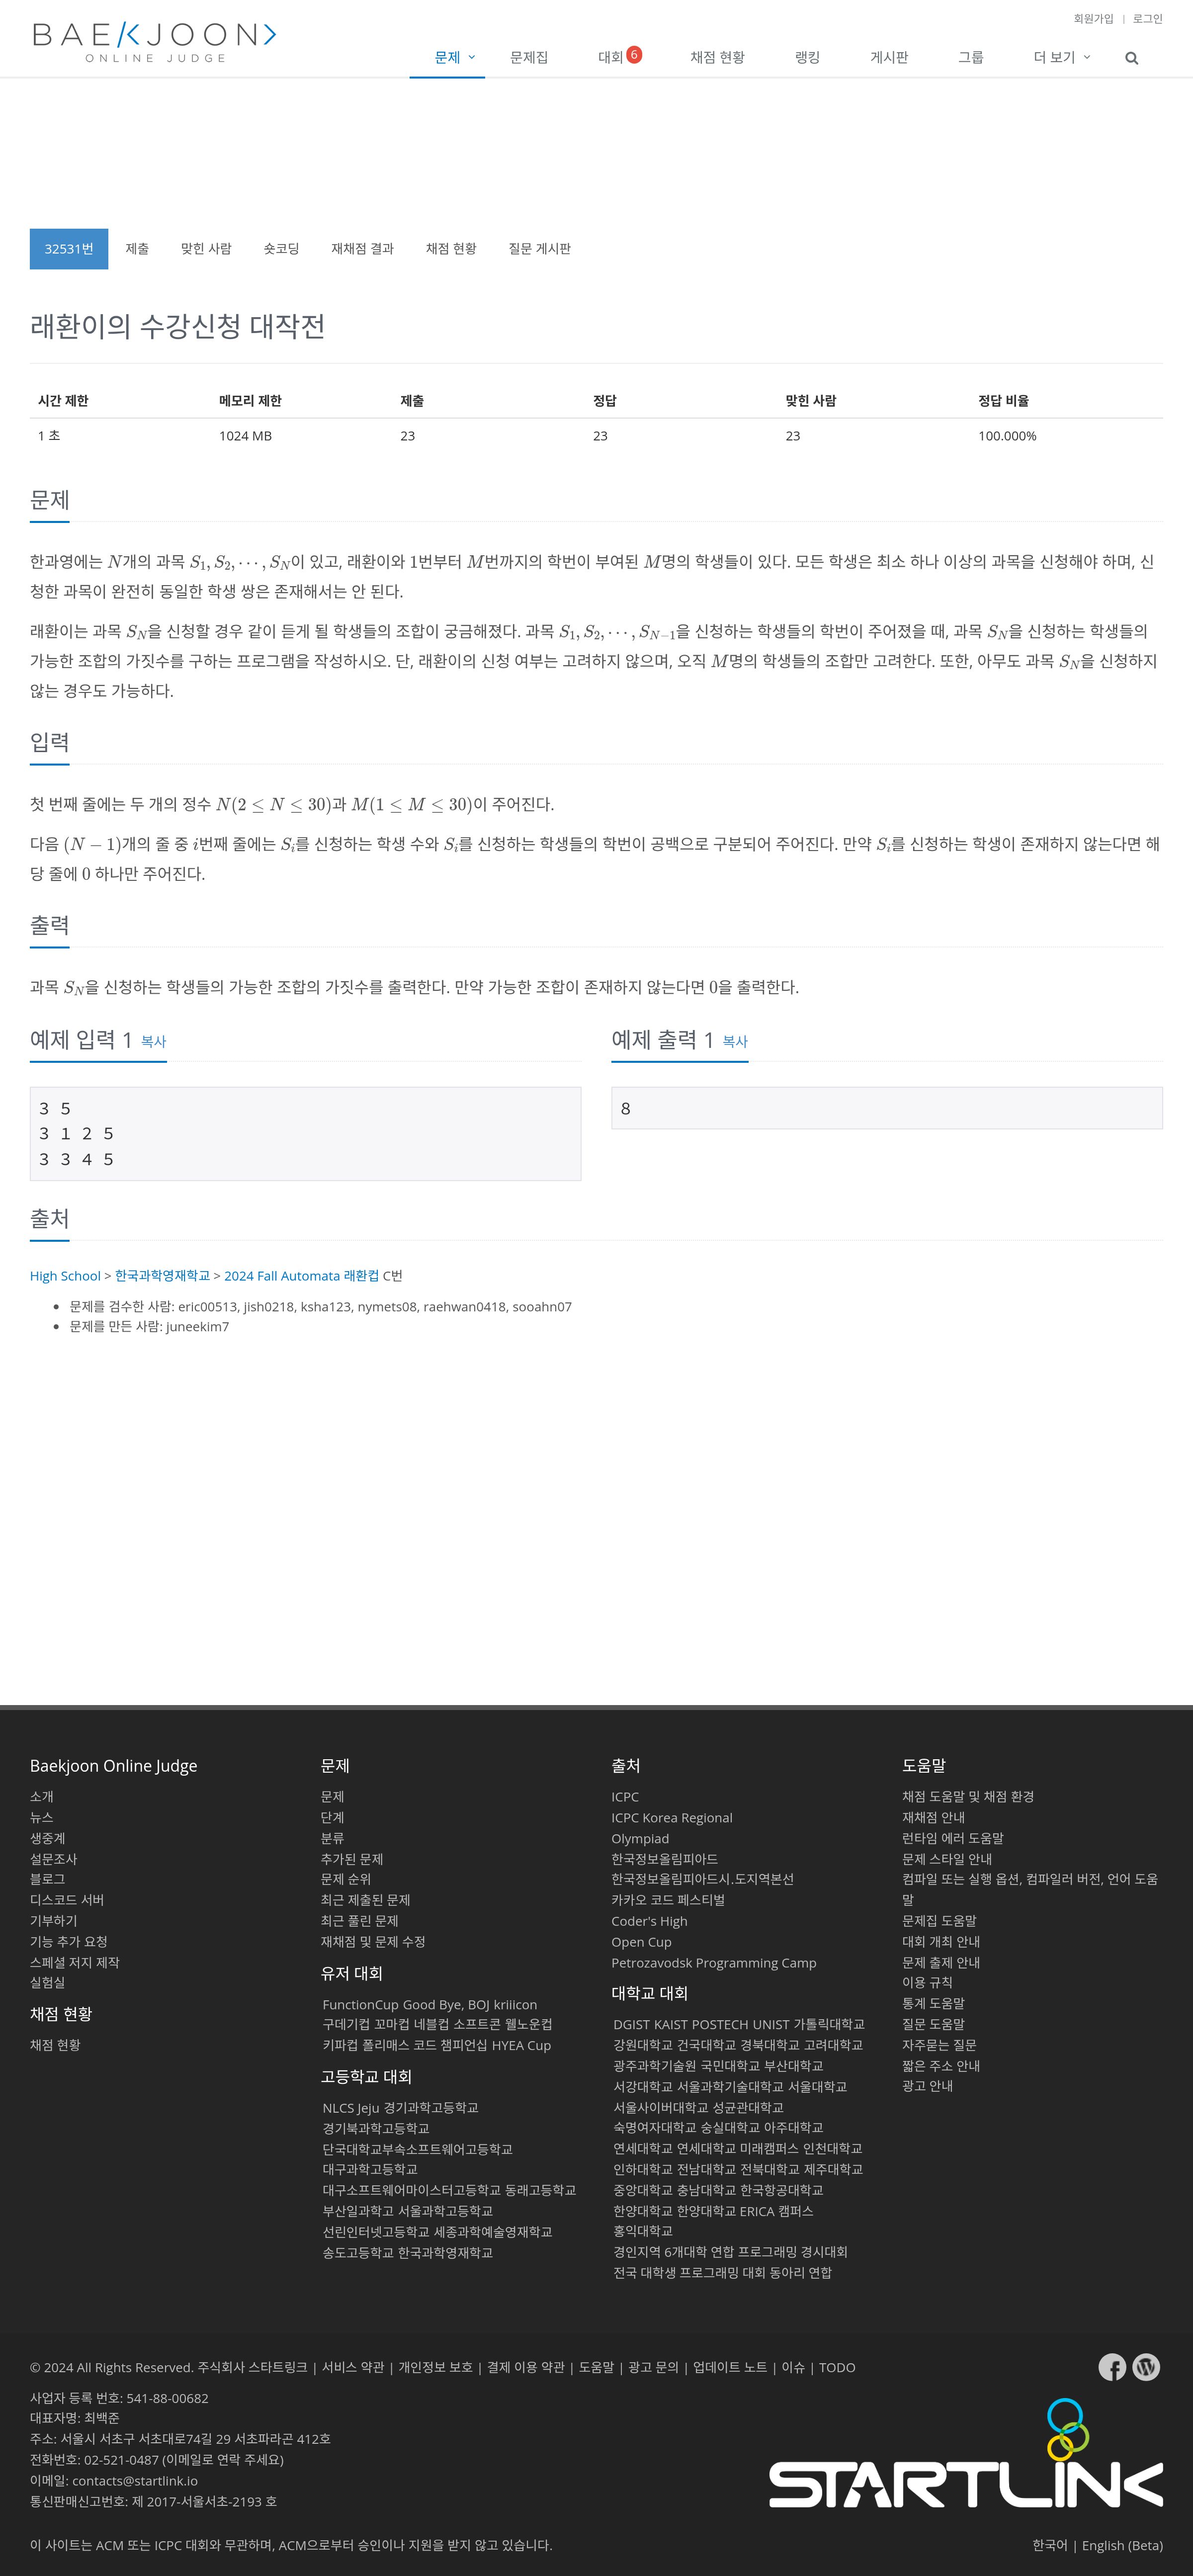 회원가입 | 로그인
BAEKJOON>
ONLINE JUDGE
문제 문제집 대회 6 채점 현황 랭킹 게시판 그룹 더 보기
32531번 제출 맞힌 사람 숏코딩 재채점 결과 채점 현황 질문 게시판
래환이의 수강신청 대작전
시간 제한 메모리 제한 제출 정답 맞힌 사람 정답 비율
1 초 1024 MB 23 23 23 100.000%
문제
한과영에는 N개의 과목 S₁, S₂, ⋯, S_N이 있고, 래환이와 1번부터 M번까지의 학번이 부여된 M명의 학생들이 있다. 모든 학생은 최소 하나 이상의 과목을 신청해야 하며, 신
청한 과목이 완전히 동일한 학생 쌍은 존재해서는 안 된다.
래환이는 과목 S_N을 신청할 경우 같이 듣게 될 학생들의 조합이 궁금해졌다. 과목 S₁, S₂, ⋯, S_{N−1}을 신청하는 학생들의 학번이 주어졌을 때, 과목 S_N을 신청하는 학생들의
가능한 조합의 가짓수를 구하는 프로그램을 작성하시오. 단, 래환이의 신청 여부는 고려하지 않으며, 오직 M명의 학생들의 조합만 고려한다. 또한, 아무도 과목 S_N을 신청하지
않는 경우도 가능하다.
입력
첫 번째 줄에는 두 개의 정수 N(2 ≤ N ≤ 30)과 M(1 ≤ M ≤ 30)이 주어진다.
다음 (N − 1)개의 줄 중 i번째 줄에는 S_i를 신청하는 학생 수와 S_i를 신청하는 학생들의 학번이 공백으로 구분되어 주어진다. 만약 S_i를 신청하는 학생이 존재하지 않는다면 해
당 줄에 0 하나만 주어진다.
출력
과목 S_N을 신청하는 학생들의 가능한 조합의 가짓수를 출력한다. 만약 가능한 조합이 존재하지 않는다면 0을 출력한다.
예제 입력 1 복사
3 5
3 1 2 5
3 3 4 5
예제 출력 1 복사
8
출처
High School > 한국과학영재학교 > 2024 Fall Automata 래환컵 C번
• 문제를 검수한 사람: eric00513, jish0218, ksha123, nymets08, raehwan0418, sooahn07
• 문제를 만든 사람: juneekim7
Baekjoon Online Judge
소개
뉴스
생중계
설문조사
블로그
디스코드 서버
기부하기
기능 추가 요청
스페셜 저지 제작
실험실
채점 현황
채점 현황
문제
문제
단계
분류
추가된 문제
문제 순위
최근 제출된 문제
최근 풀린 문제
재채점 및 문제 수정
유저 대회
FunctionCup Good Bye, BOJ kriiicon
구데기컵 꼬마컵 네블컵 소프트콘 웰노운컵
키파컵 폴리매스 코드 챔피언십 HYEA Cup
고등학교 대회
NLCS Jeju 경기과학고등학교
경기북과학고등학교
단국대학교부속소프트웨어고등학교
대구과학고등학교
대구소프트웨어마이스터고등학교 동래고등학교
부산일과학고 서울과학고등학교
선린인터넷고등학교 세종과학예술영재학교
송도고등학교 한국과학영재학교
출처
ICPC
ICPC Korea Regional
Olympiad
한국정보올림피아드
한국정보올림피아드시.도지역본선
카카오 코드 페스티벌
Coder's High
Open Cup
Petrozavodsk Programming Camp
대학교 대회
DGIST KAIST POSTECH UNIST 가톨릭대학교
강원대학교 건국대학교 경북대학교 고려대학교
광주과학기술원 국민대학교 부산대학교
서강대학교 서울과학기술대학교 서울대학교
서울사이버대학교 성균관대학교
숙명여자대학교 숭실대학교 아주대학교
연세대학교 연세대학교 미래캠퍼스 인천대학교
인하대학교 전남대학교 전북대학교 제주대학교
중앙대학교 충남대학교 한국항공대학교
한양대학교 한양대학교 ERICA 캠퍼스
홍익대학교
경인지역 6개대학 연합 프로그래밍 경시대회
전국 대학생 프로그래밍 대회 동아리 연합
도움말
채점 도움말 및 채점 환경
재채점 안내
런타임 에러 도움말
문제 스타일 안내
컴파일 또는 실행 옵션, 컴파일러 버전, 언어 도움
말
문제집 도움말
대회 개최 안내
문제 출제 안내
이용 규칙
통계 도움말
질문 도움말
자주묻는 질문
짧은 주소 안내
광고 안내
© 2024 All Rights Reserved. 주식회사 스타트링크 | 서비스 약관 | 개인정보 보호 | 결제 이용 약관 | 도움말 | 광고 문의 | 업데이트 노트 | 이슈 | TODO
사업자 등록 번호: 541-88-00682
대표자명: 최백준
주소: 서울시 서초구 서초대로74길 29 서초파라곤 412호
전화번호: 02-521-0487 (이메일로 연락 주세요)
이메일: contacts@startlink.io
통신판매신고번호: 제 2017-서울서초-2193 호
STARTLINK
이 사이트는 ACM 또는 ICPC 대회와 무관하며, ACM으로부터 승인이나 지원을 받지 않고 있습니다.
한국어 | English (Beta)